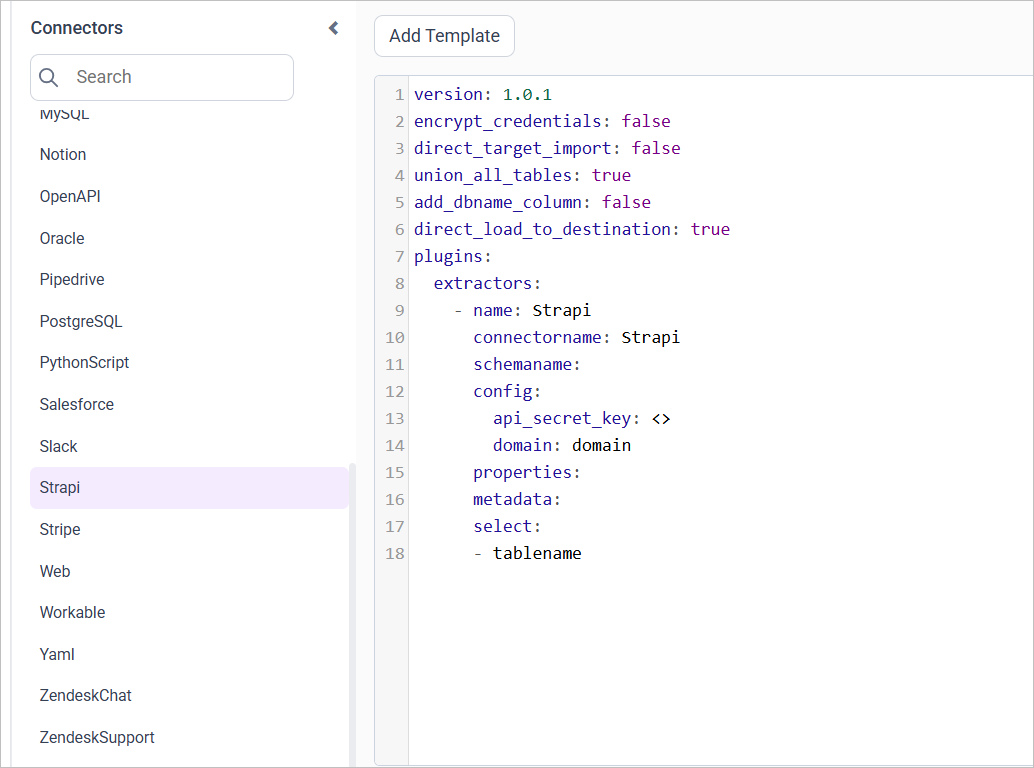 Connectors
Search
MySQL
Notion
OpenAPI
Oracle
Pipedrive
PostgreSQL
PythonScript
Salesforce
Slack
Strapi
Stripe
Web
Workable
Yaml
ZendeskChat
ZendeskSupport
Add Template
1 version: 1.0.1
2 encrypt_credentials: false
3 direct_target_import: false
4 union_all_tables: true
5 add_dbname_column: false
6 direct_load_to_destination: true
7 plugins:
8   extractors:
9     - name: Strapi
10       connectorname: Strapi
11       schemaname:
12       config:
13         api_secret_key: <>
14         domain: domain
15       properties:
16       metadata:
17       select:
18       - tablename